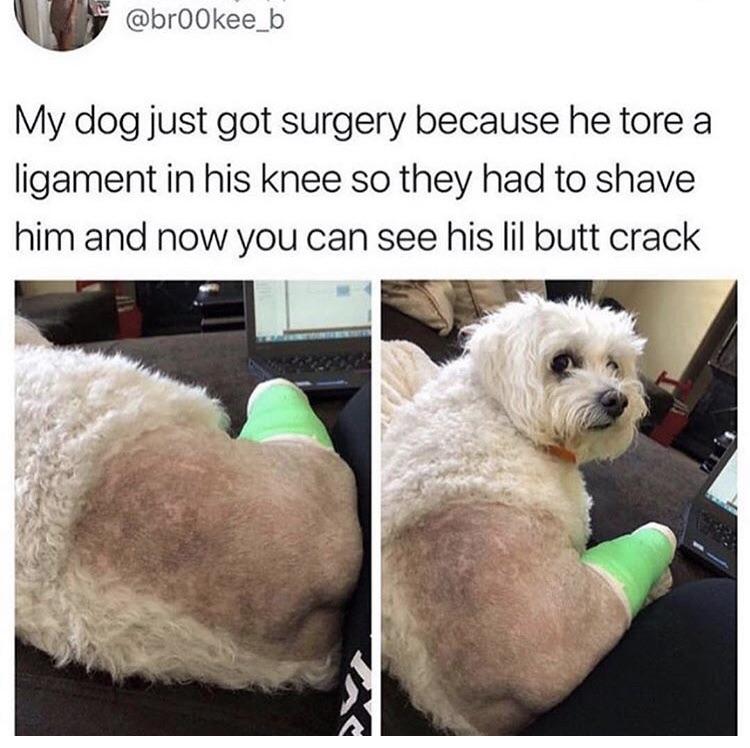 @br00kee_b
My dog just got surgery because he tore a
ligament in his knee so they had to shave
him and now you can see his lil butt crack